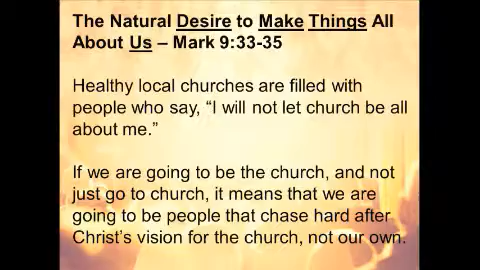 The Natural Desire to Make Things All
About Us – Mark 9:33-35
Healthy local churches are filled with
people who say, “I will not let church be all
about me.”
If we are going to be the church, and not
just go to church, it means that we are
going to be people that chase hard after
Christ’s vision for the church, not our own.